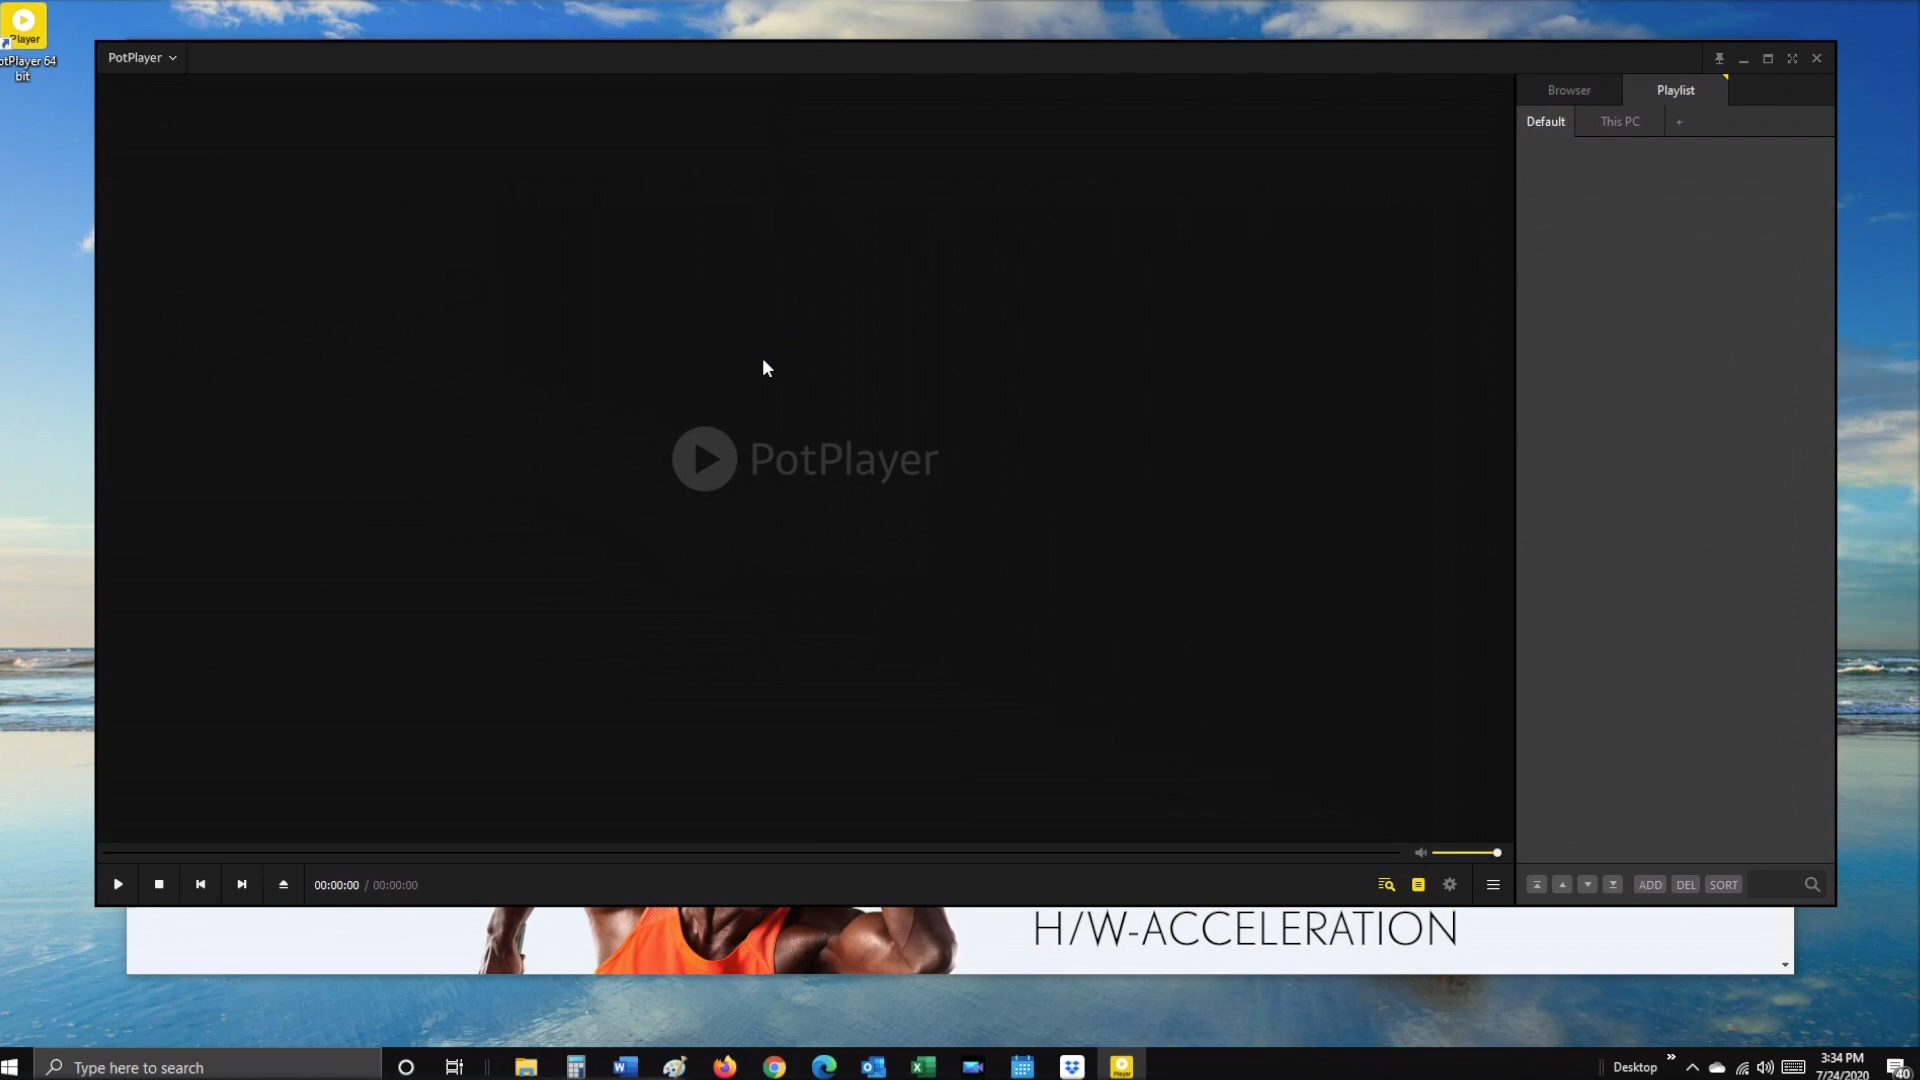 Player
otPlayer 64
bit
PotPlayer
Browser
Playlist
Default
This PC
+
PotPlayer
00:00:00 / 00:00:00
ADD
DEL
SORT
H/W-ACCELERATION
Type here to search
Desktop
3:34 PM
7/24/2020
40